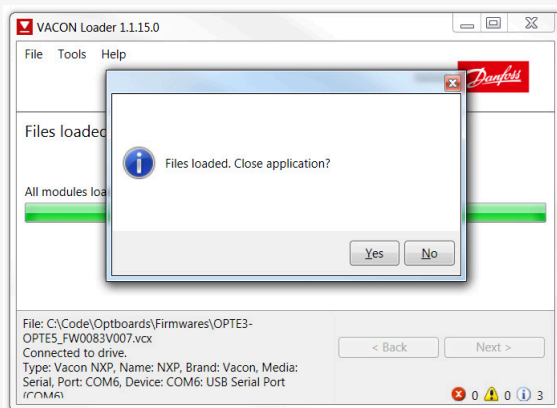 VACON Loader 1.1.15.0
File Tools Help
Danfoss
Files loaded
Files loaded. Close application?
All modules loa
Yes No
File: C:\Code\Optboards\Firmwares\OPTE3-
OPTE5_FW0083V007.vcx
Connected to drive.
Type: Vacon NXP, Name: NXP, Brand: Vacon, Media:
Serial, Port: COM6, Device: COM6: USB Serial Port
(COM6)
< Back Next >
0 0 3